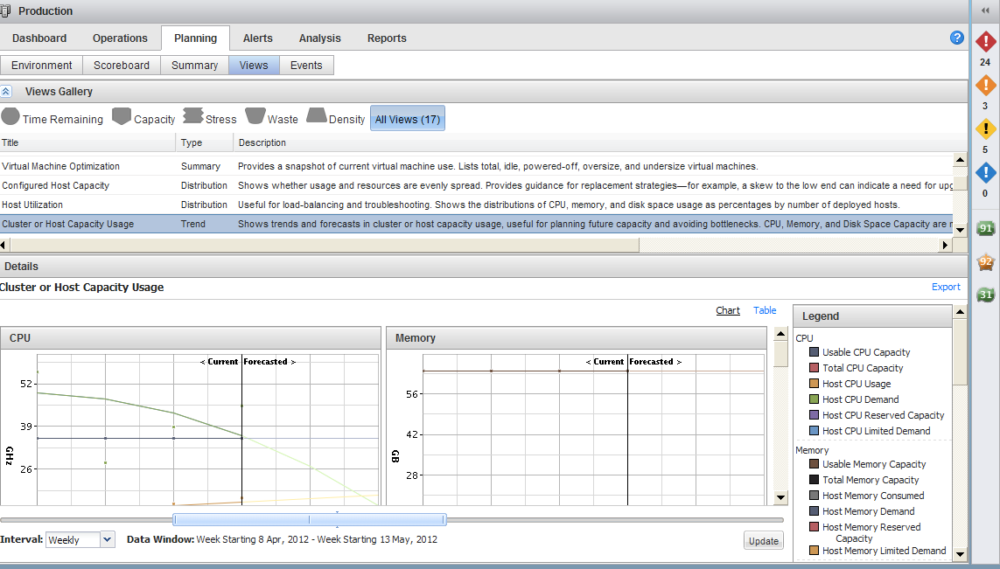 Production
Dashboard Operations Planning Alerts Analysis Reports
?
Environment Scoreboard Summary Views Events
Views Gallery
Time Remaining Capacity Stress Waste Density All Views (17)
Title Type Description
Virtual Machine Optimization Summary Provides a snapshot of current virtual machine use. Lists total, idle, powered-off, oversize, and undersize virtual machines.
Configured Host Capacity Distribution Shows whether usage and resources are evenly spread. Provides guidance for replacement strategies—for example, a skew to the low end can indicate a need for upg
Host Utilization Distribution Useful for load-balancing and troubleshooting. Shows the distributions of CPU, memory, and disk space usage as percentages by number of deployed hosts.
Cluster or Host Capacity Usage Trend Shows trends and forecasts in cluster or host capacity usage, useful for planning future capacity and avoiding bottlenecks. CPU, Memory, and Disk Space Capacity are
Details
Cluster or Host Capacity Usage
Export
Chart Table
CPU
< Current Forecasted >
52
39
26
GHz
Memory
< Current Forecasted >
56
42
28
GB
Legend
CPU
Usable CPU Capacity
Total CPU Capacity
Host CPU Usage
Host CPU Demand
Host CPU Reserved Capacity
Host CPU Limited Demand
Memory
Usable Memory Capacity
Total Memory Capacity
Host Memory Consumed
Host Memory Demand
Host Memory Reserved
Capacity
Host Memory Limited Demand
Interval: Weekly Data Window: Week Starting 8 Apr, 2012 - Week Starting 13 May, 2012
Update
!
24
!
3
!
5
!
0
91
92
31